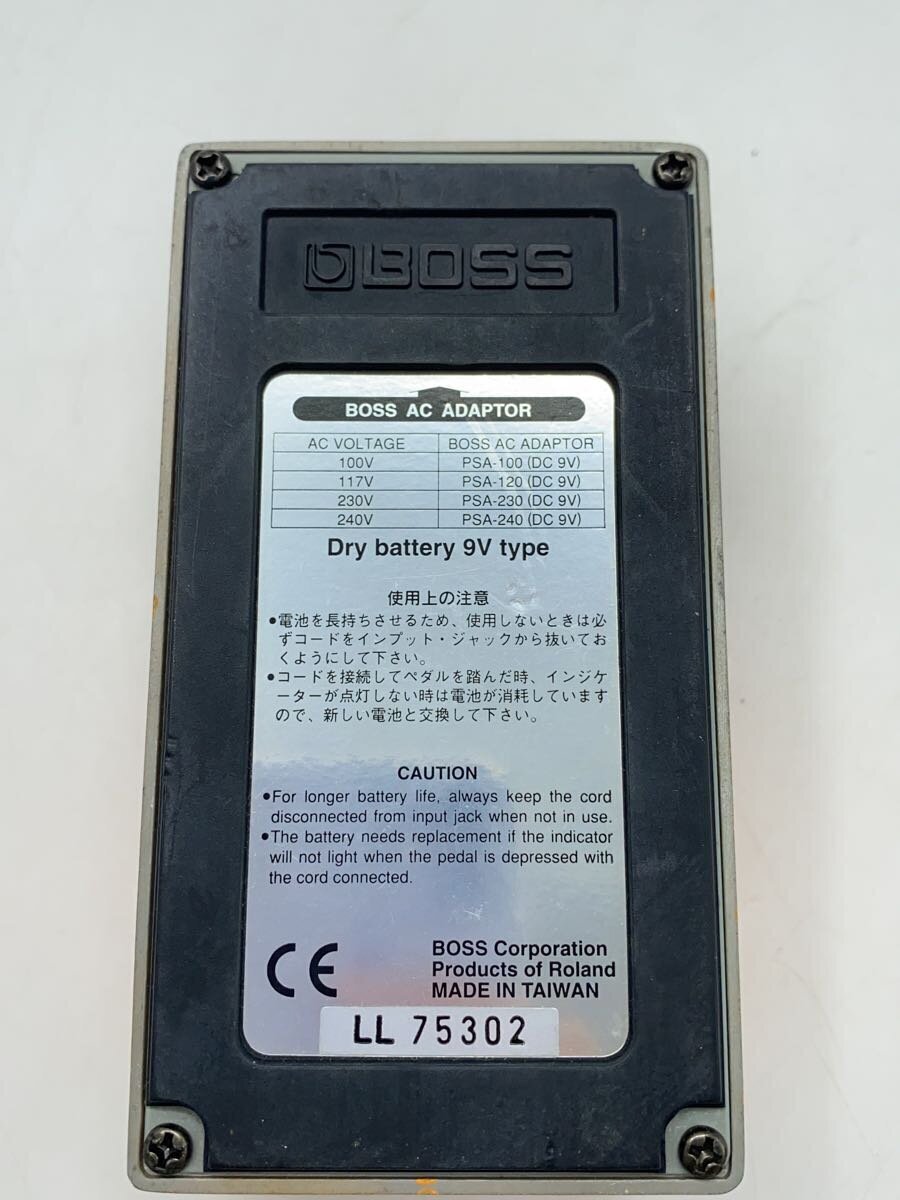 BOSS
BOSS AC ADAPTOR
AC VOLTAGE BOSS AC ADAPTOR
100V PSA-100 (DC 9V)
117V PSA-120 (DC 9V)
230V PSA-230 (DC 9V)
240V PSA-240 (DC 9V)
Dry battery 9V type
使用上の注意
●電池を長持ちさせるため、使用しないときは必
ずコードをインプット・ジャックから抜いてお
くようにして下さい。
●コードを接続してペダルを踏んだ時、インジケ
ーターが点灯しない時は電池が消耗しています
ので、新しい電池と交換して下さい。
CAUTION
●For longer battery life, always keep the cord
disconnected from input jack when not in use.
●The battery needs replacement if the indicator
will not light when the pedal is depressed with
the cord connected.
CE
BOSS Corporation
Products of Roland
MADE IN TAIWAN
LL 75302